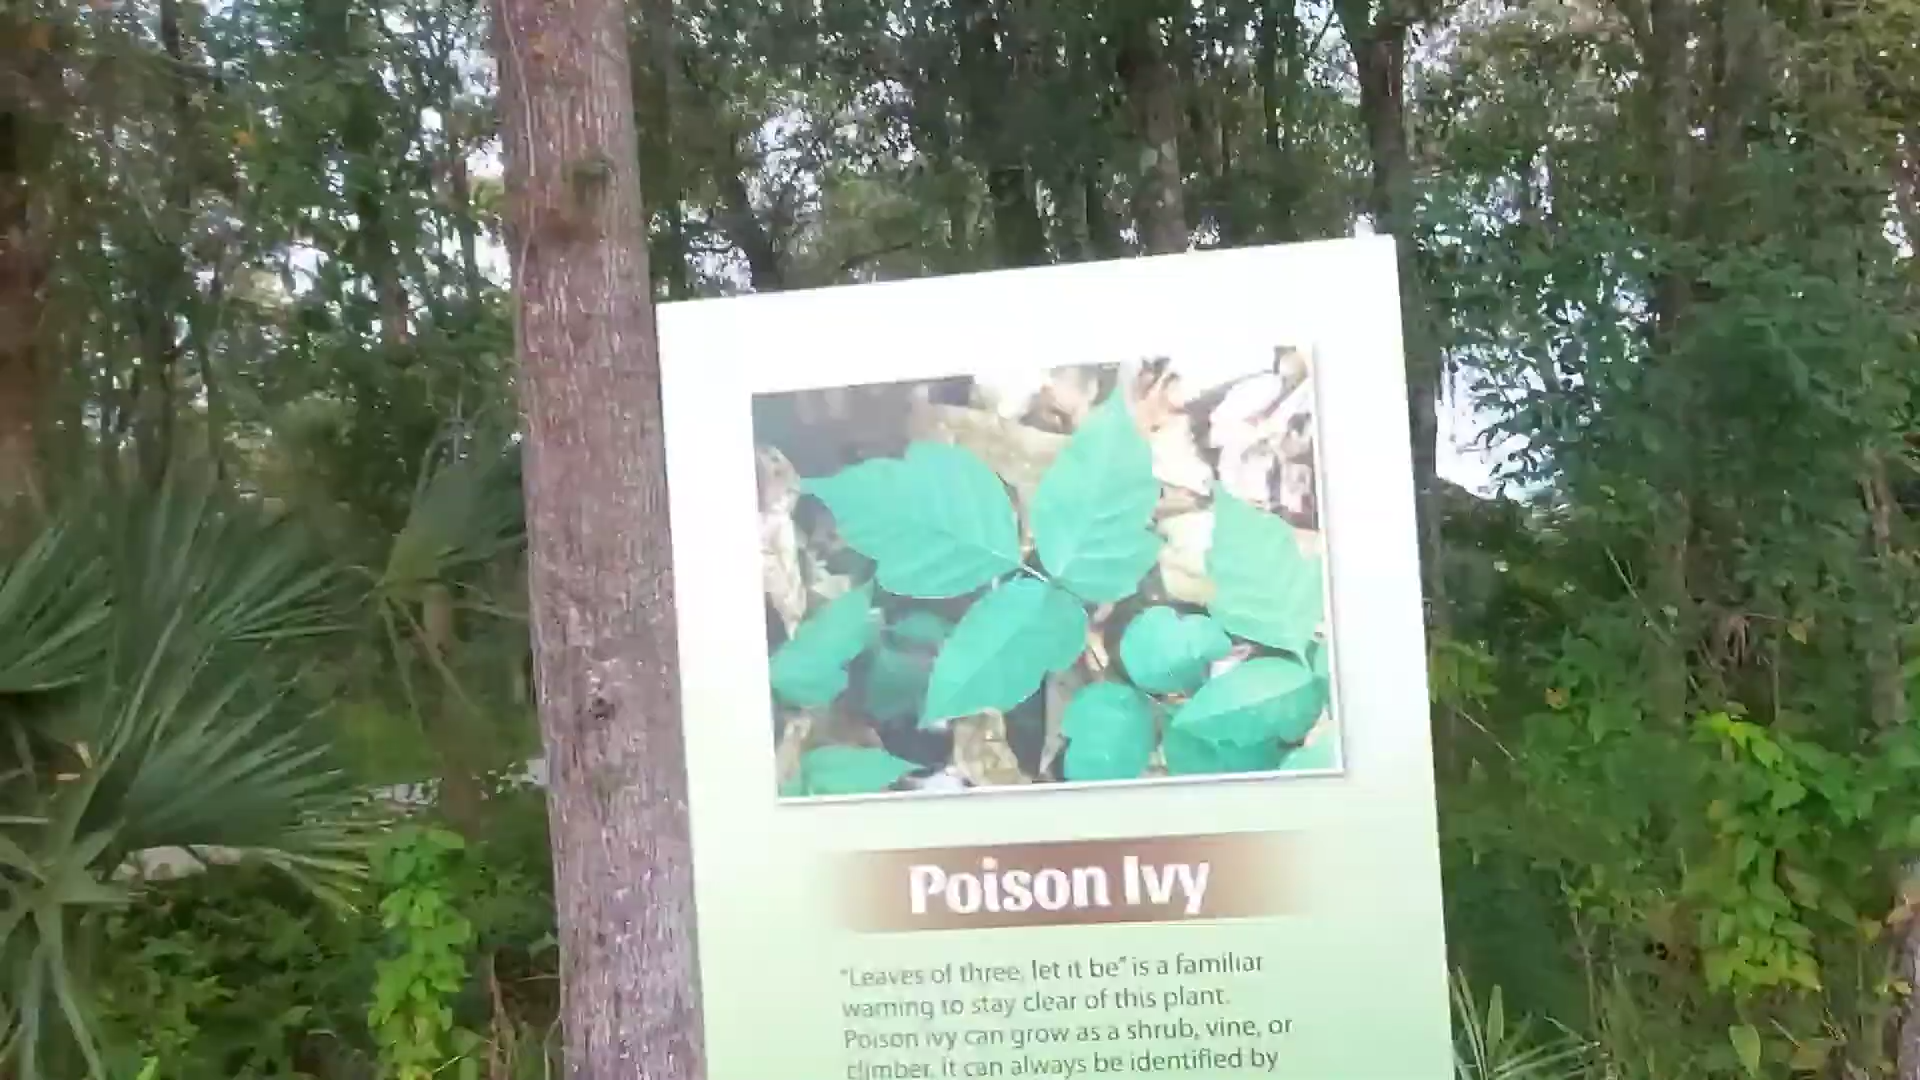 Poison Ivy
"Leaves of three, let it be" is a familiar
warning to stay clear of this plant.
Poison ivy can grow as a shrub, vine, or
climber. It can always be identified by